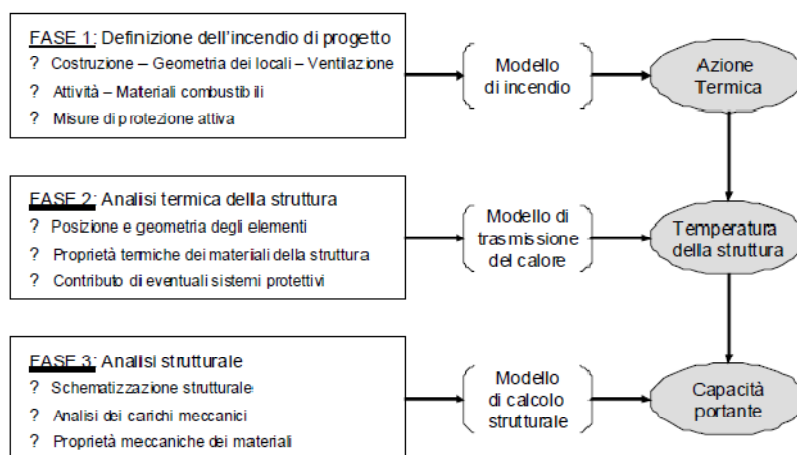 FASE 1: Definizione dell'incendio di progetto
? Costruzione – Geometria dei locali – Ventilazione
? Attività – Materiali combustibili
? Misure di protezione attiva
Modello
di incendio
Azione
Termica
FASE 2: Analisi termica della struttura
? Posizione e geometria degli elementi
? Proprietà termiche dei materiali della struttura
? Contributo di eventuali sistemi protettivi
Modello di
trasmissione
del calore
Temperatura
della struttura
FASE 3: Analisi strutturale
? Schematizzazione strutturale
? Analisi dei carichi meccanici
? Proprietà meccaniche dei materiali
Modello
di calcolo
strutturale
Capacità
portante